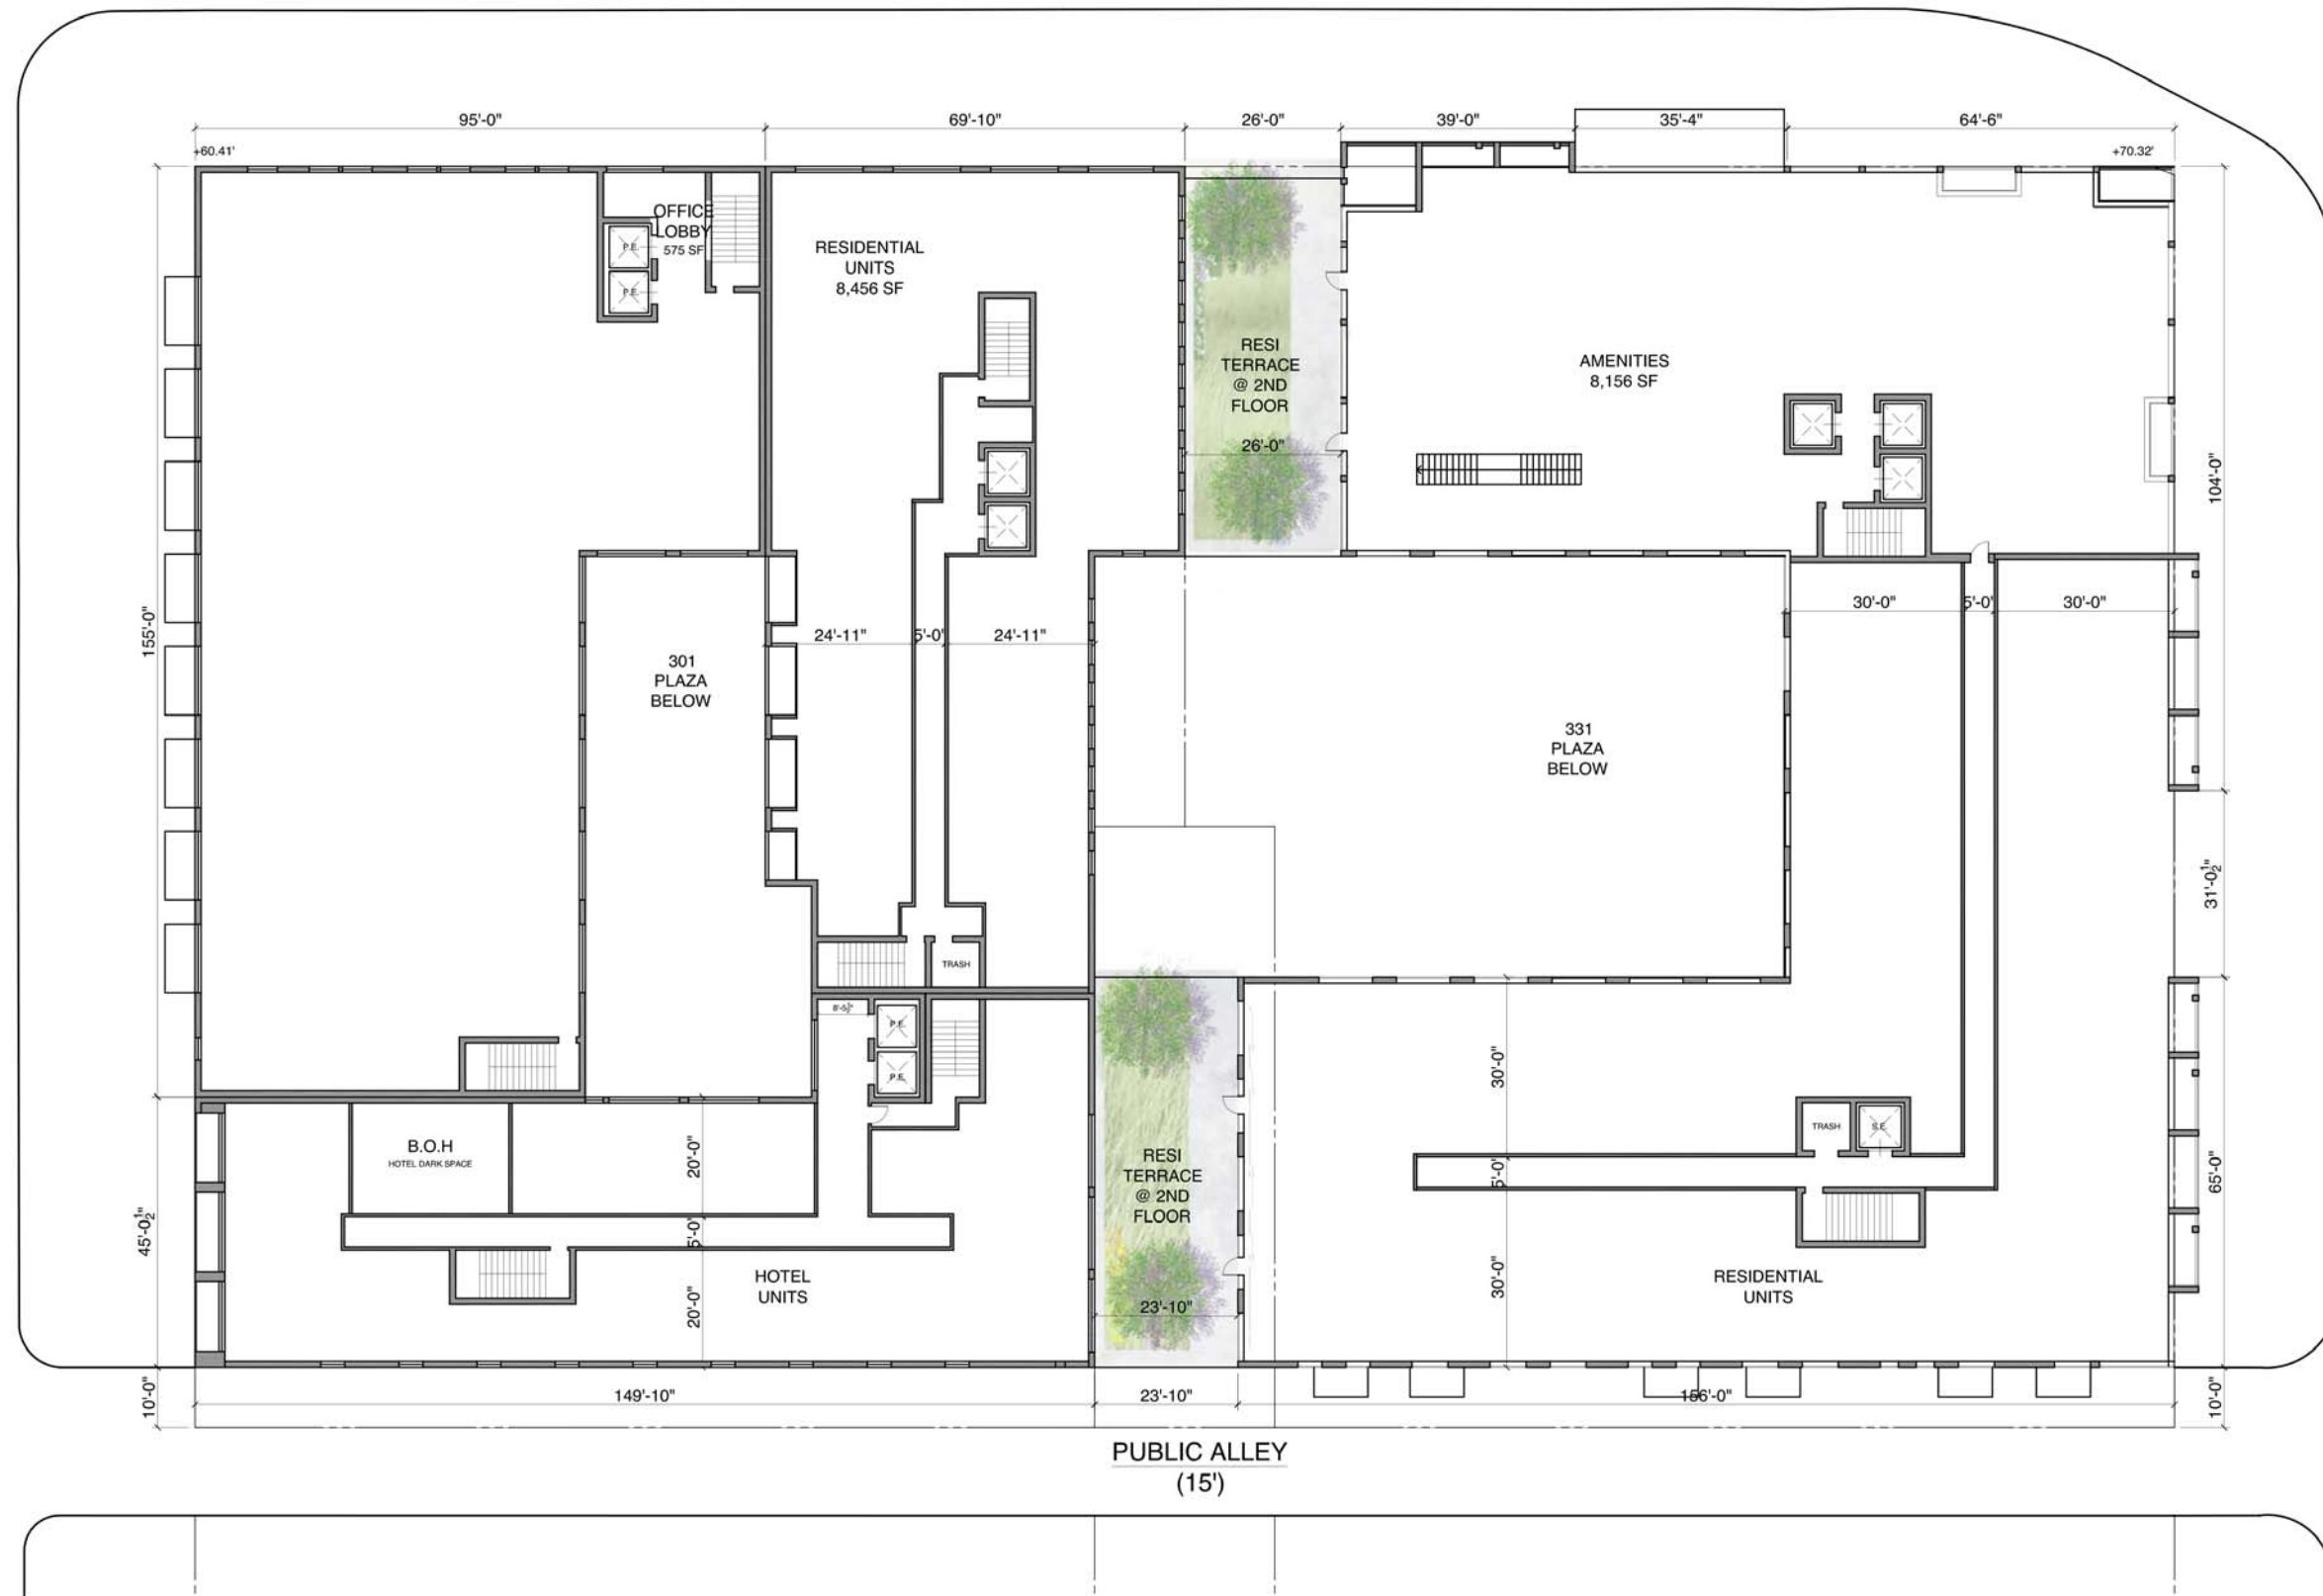 95'-0"
69'-10"
26'-0"
39'-0"
35'-4"
64'-6"
+60.41'
+70.32'
OFFICE
LOBBY
575 SF
P.E.
P.E.
RESIDENTIAL
UNITS
8,456 SF
RESI
TERRACE
@ 2ND
FLOOR
26'-0"
AMENITIES
8,156 SF
104'-0"
155'-0"
24'-11"
5'-0"
24'-11"
30'-0"
5'-0"
30'-0"
301
PLAZA
BELOW
331
PLAZA
BELOW
31'-0½"
TRASH
P.E.
P.E.
30'-0"
B.O.H
HOTEL DARK SPACE
20'-0"
5'-0"
20'-0"
HOTEL
UNITS
RESI
TERRACE
@ 2ND
FLOOR
23'-10"
TRASH
S.E.
5'-0"
30'-0"
RESIDENTIAL
UNITS
65'-0"
45'-0½"
10'-0"
149'-10"
23'-10"
156'-0"
10'-0"
PUBLIC ALLEY
(15')